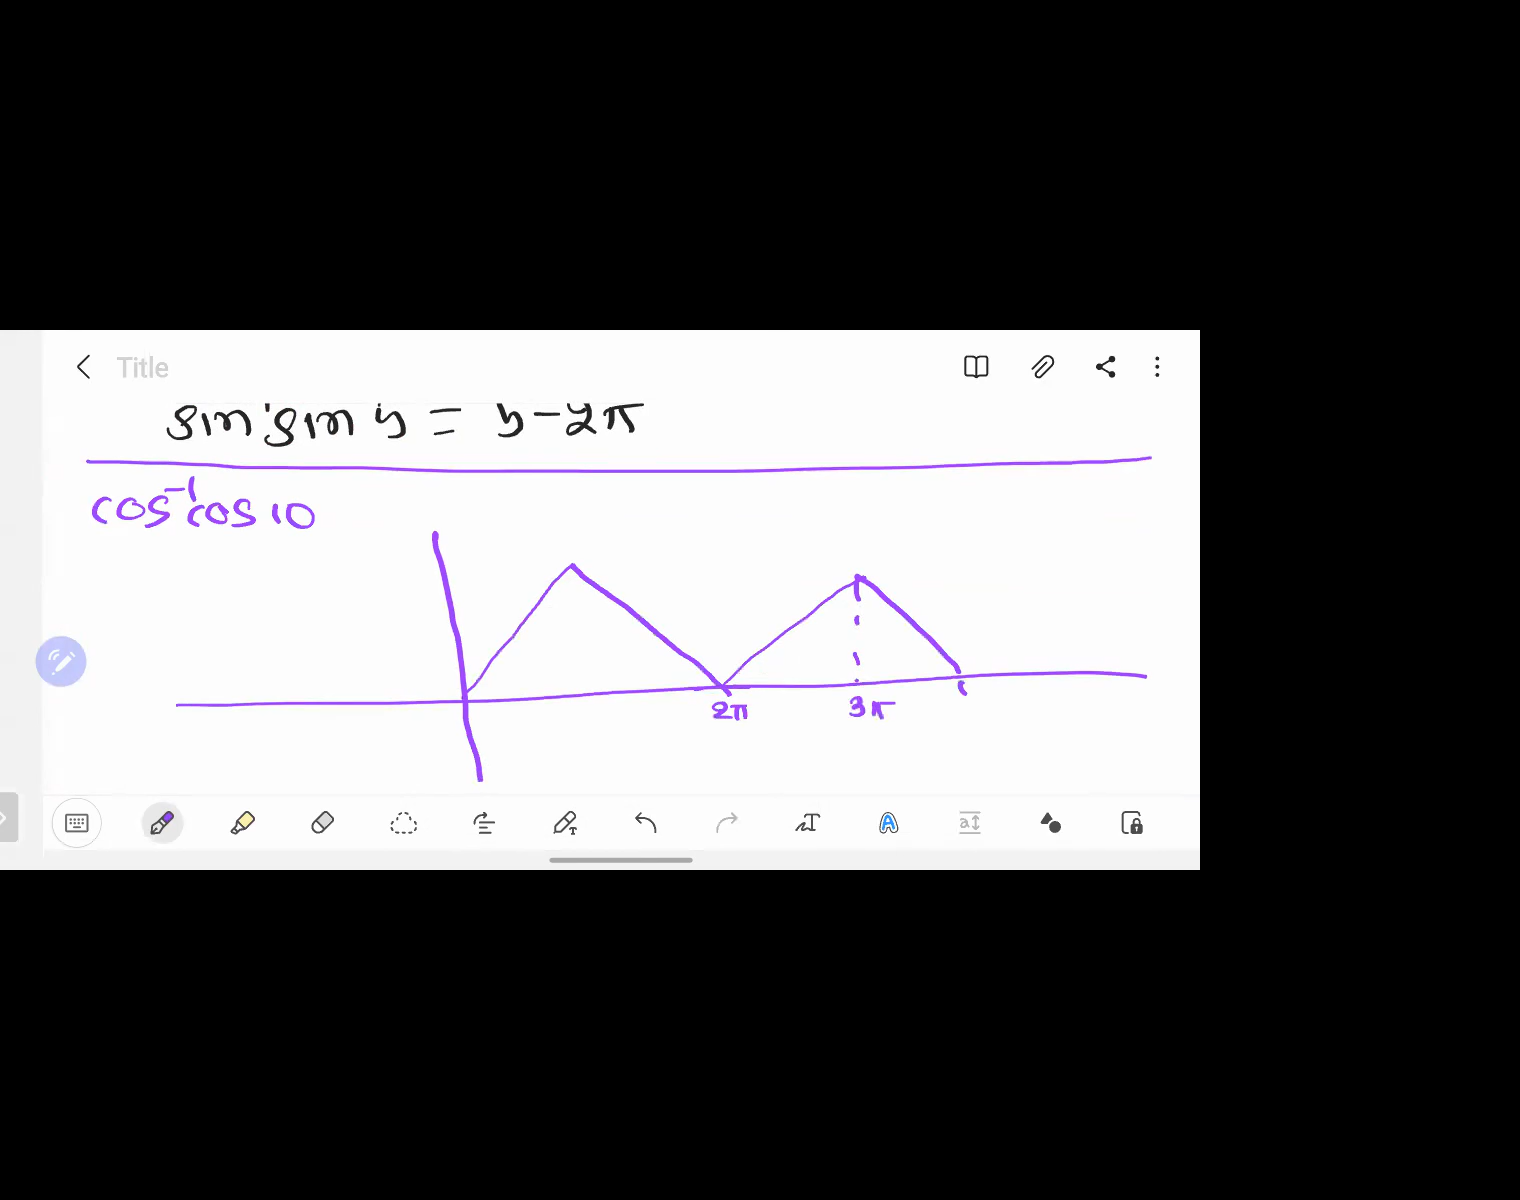 Title
sin⁻¹sin 5 = 5-2π
cos⁻¹cos 10
2π 3π